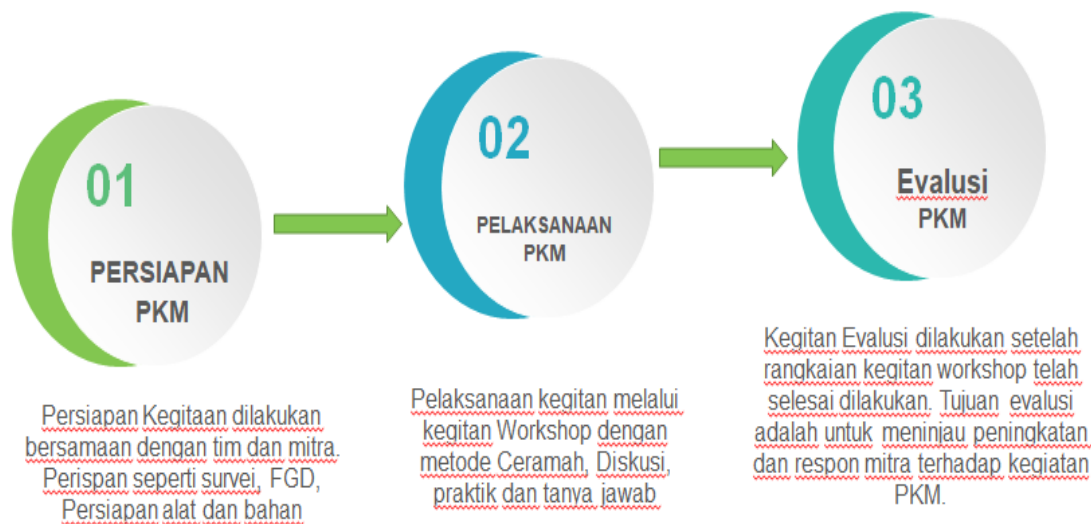 01
PERSIAPAN
PKM
Persiapan Kegitaan dilakukan
bersamaan dengan tim dan mitra.
Perispan seperti survei, FGD,
Persiapan alat dan bahan
02
PELAKSANAAN
PKM
Pelaksanaan kegitan melalui
kegitan Workshop dengan
metode Ceramah, Diskusi,
praktik dan tanya jawab
03
Evalusi
PKM
Kegitan Evalusi dilakukan setelah
rangkaian kegitan workshop telah
selesai dilakukan. Tujuan evaluasi
adalah untuk meninjau peningkatan
dan respon mitra terhadap kegiatan
PKM.